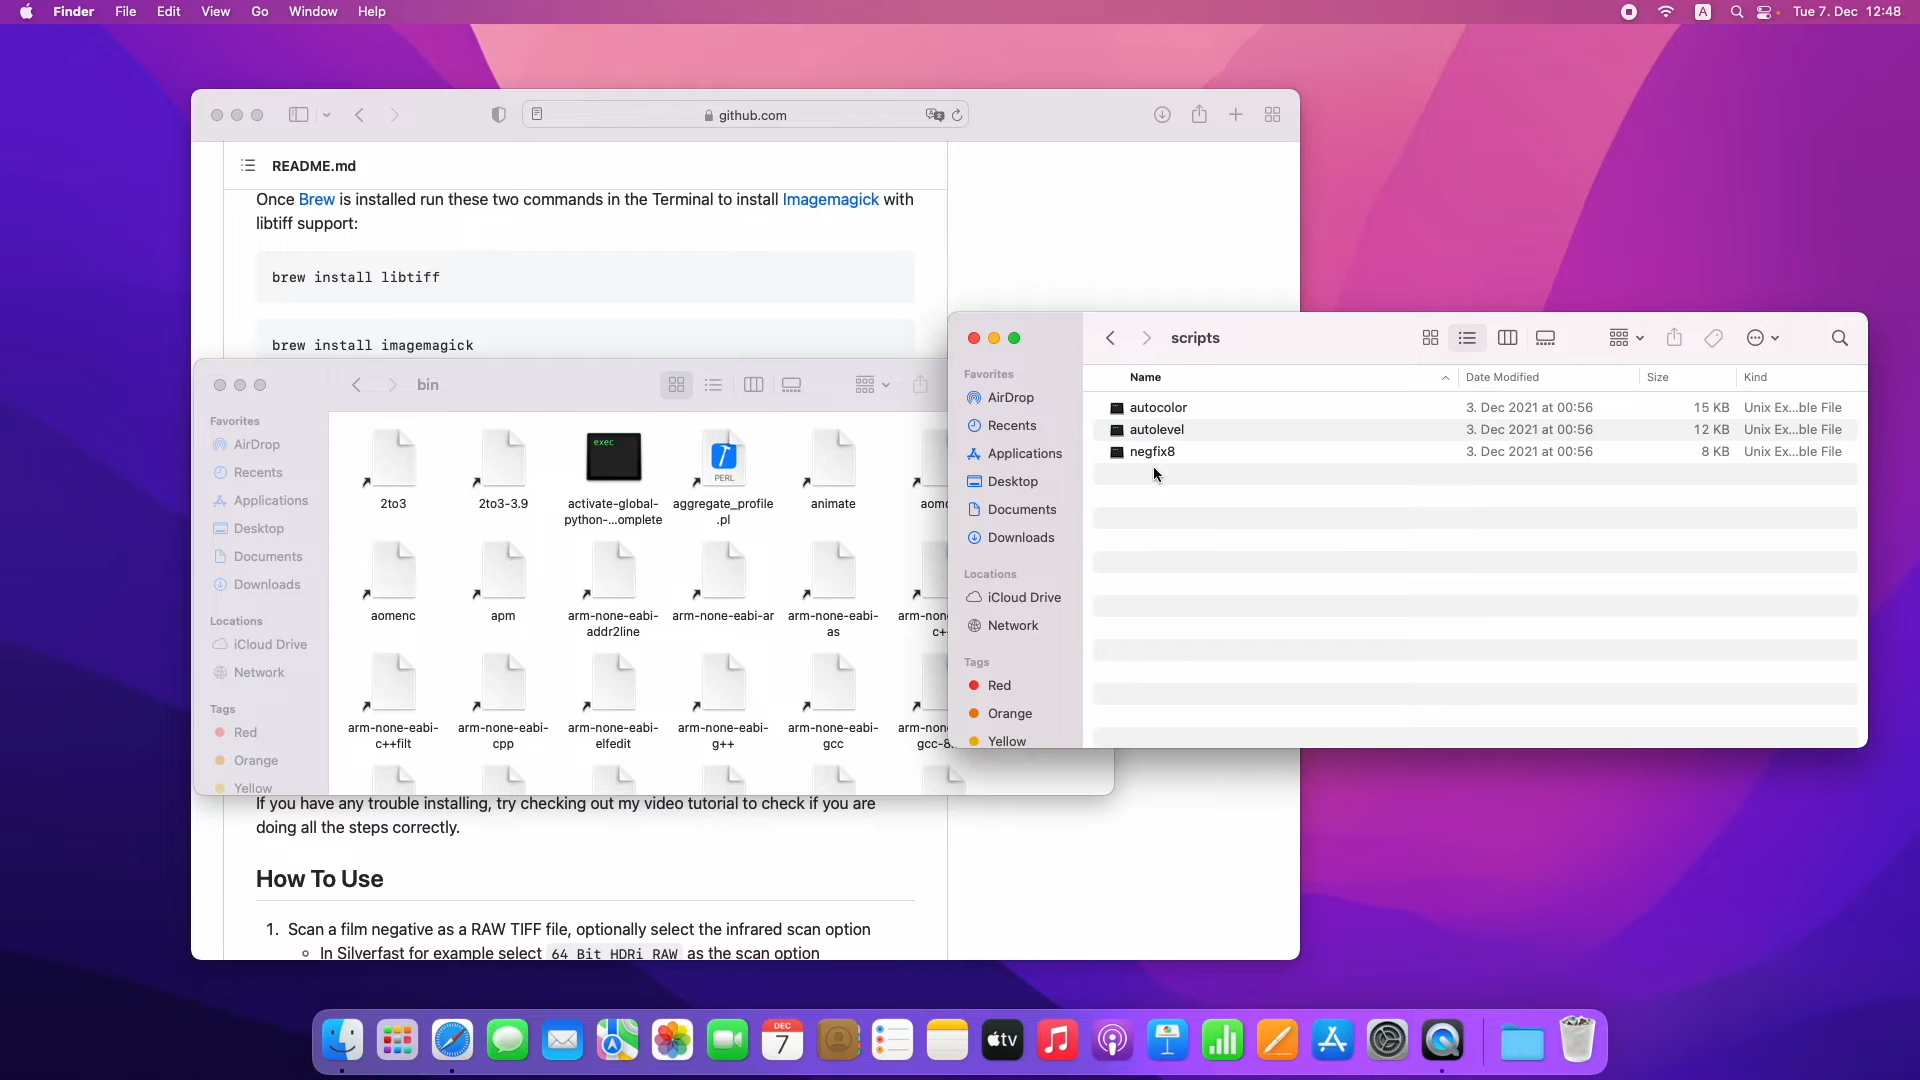 Finder File Edit View Go Window Help
A Tue 7. Dec 12:48
github.com
README.md
Once Brew is installed run these two commands in the Terminal to install Imagemagick with
libtiff support:
brew install libtiff
brew install imagemagick
bin
Favorites
AirDrop
Recents
Applications
Desktop
Documents
Downloads
Locations
iCloud Drive
Network
Tags
Red
Orange
Yellow
exec
PERL
2to3
2to3-3.9
activate-global-
python-...omplete
aggregate_profile
.pl
animate
aomenc
apm
arm-none-eabi-
addr2line
arm-none-eabi-ar
arm-none-eabi-
as
arm-none-eabi-
c++filt
arm-none-eabi-
cpp
arm-none-eabi-
elfedit
arm-none-eabi-
g++
arm-none-eabi-
gcc
scripts
Favorites
AirDrop
Recents
Applications
Desktop
Documents
Downloads
Locations
iCloud Drive
Network
Tags
Red
Orange
Yellow
Name Date Modified Size Kind
autocolor 3. Dec 2021 at 00:56 15 KB Unix Ex...ble File
autolevel 3. Dec 2021 at 00:56 12 KB Unix Ex...ble File
negfix8 3. Dec 2021 at 00:56 8 KB Unix Ex...ble File
If you have any trouble installing, try checking out my video tutorial to check if you are
doing all the steps correctly.
How To Use
1. Scan a film negative as a RAW TIFF file, optionally select the infrared scan option
In Silverfast for example select 64 Bit HDRi RAW as the scan option
DEC
7
tv